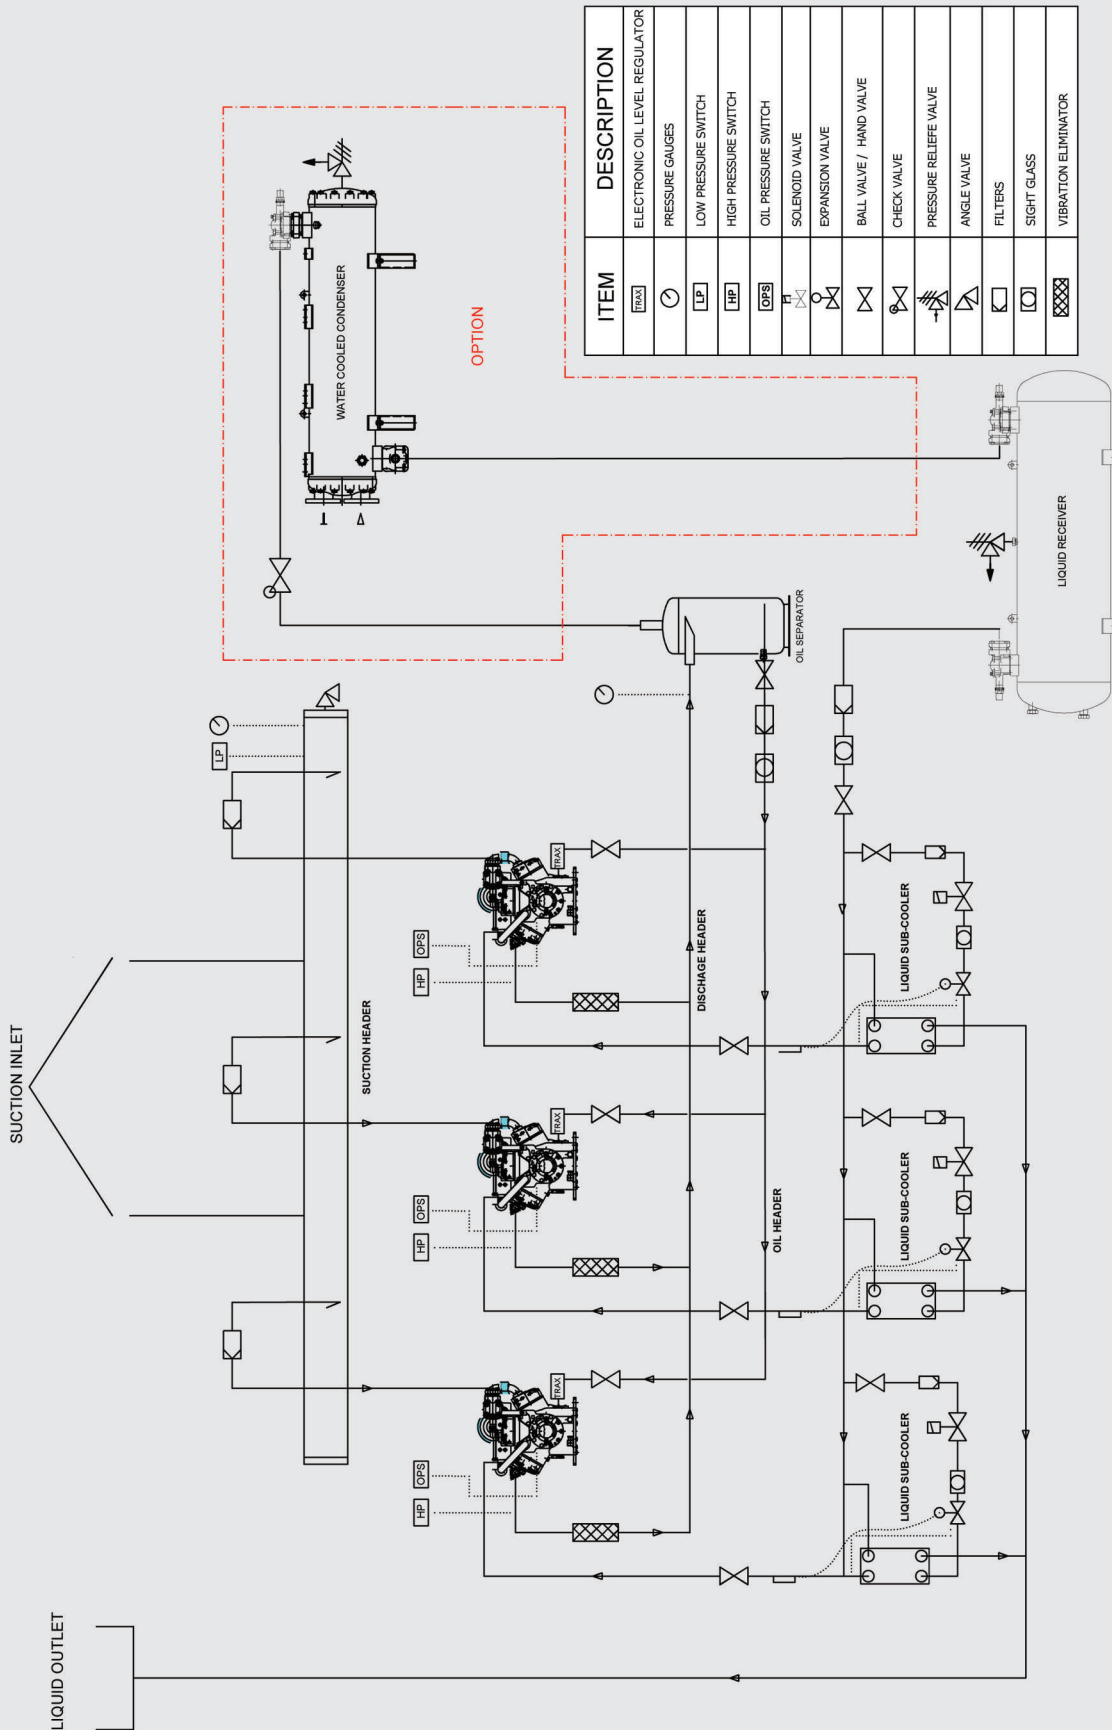 LIQUID OUTLET
SUCTION INLET
SUCTION HEADER
LP
OPTION
WATER COOLED CONDENSER
HP
OPS
TRAX
HP
OPS
TRAX
HP
OPS
TRAX
DISCHAGE HEADER
OIL HEADER
OIL SEPARATOR
LIQUID SUB-COOLER
LIQUID SUB-COOLER
LIQUID SUB-COOLER
LIQUID RECEIVER
ITEM DESCRIPTION
TRAX ELECTRONIC OIL LEVEL REGULATOR
PRESSURE GAUGES
LP LOW PRESSURE SWITCH
HP HIGH PRESSURE SWITCH
OPS OIL PRESSURE SWITCH
SOLENOID VALVE
EXPANSION VALVE
BALL VALVE / HAND VALVE
CHECK VALVE
PRESSURE RELIEFE VALVE
ANGLE VALVE
FILTERS
SIGHT GLASS
VIBRATION ELIMINATOR